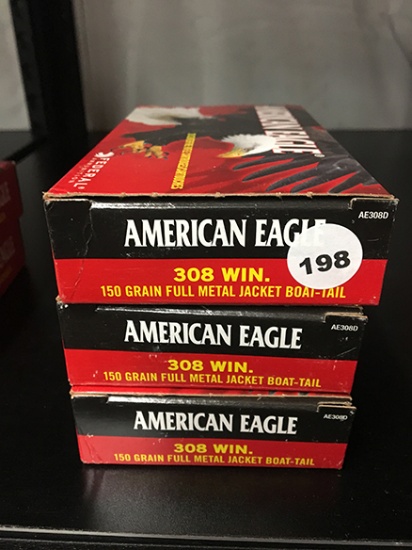 AMERICAN EAGLE
FEDERAL
AE308D
AMERICAN EAGLE
198
308 WIN.
150 GRAIN FULL METAL JACKET BOAT-TAIL
AE308D
AMERICAN EAGLE
308 WIN.
150 GRAIN FULL METAL JACKET BOAT-TAIL
AE308D
AMERICAN EAGLE
308 WIN.
150 GRAIN FULL METAL JACKET BOAT-TAIL